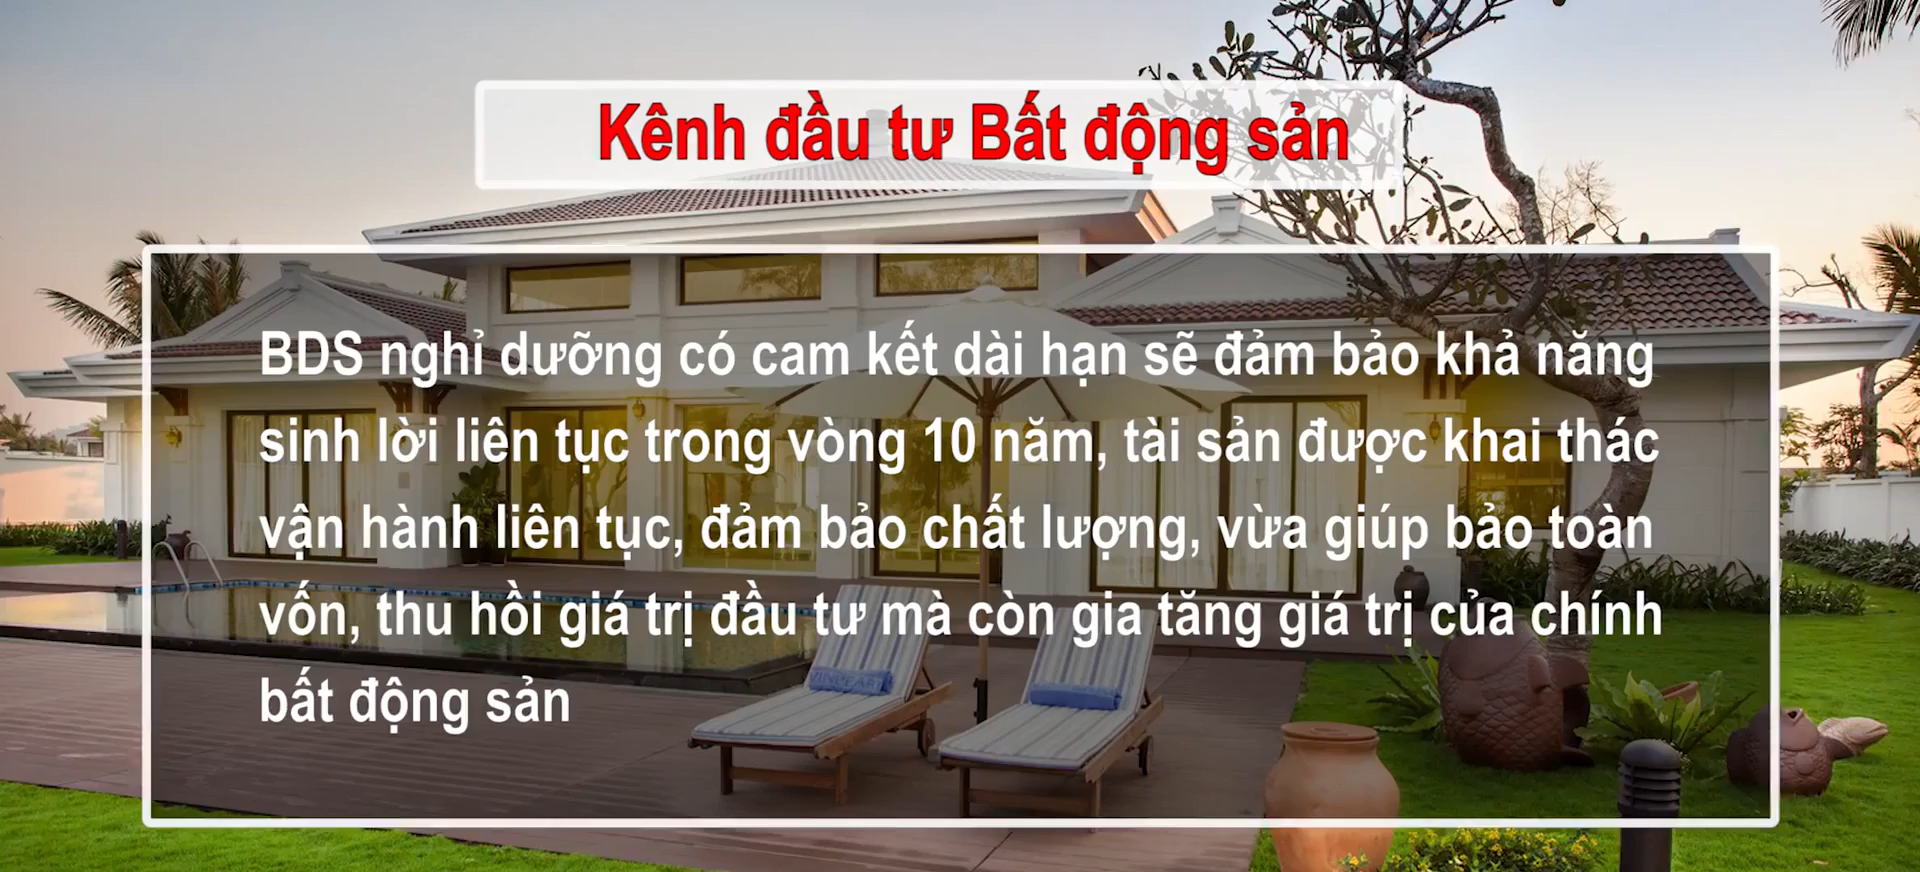 Kênh đầu tư Bất động sản
BDS nghỉ dưỡng có cam kết dài hạn sẽ đảm bảo khả năng
sinh lời liên tục trong vòng 10 năm, tài sản được khai thác
vận hành liên tục, đảm bảo chất lượng, vừa giúp bảo toàn
vốn, thu hồi giá trị đầu tư mà còn gia tăng giá trị của chính
bất động sản
VINPEARL